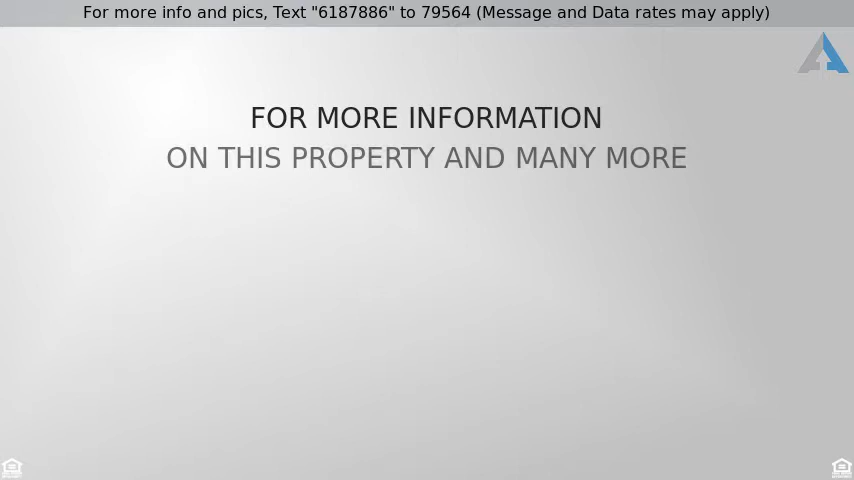 For more info and pics, Text "6187886" to 79564 (Message and Data rates may apply)
FOR MORE INFORMATION
ON THIS PROPERTY AND MANY MORE